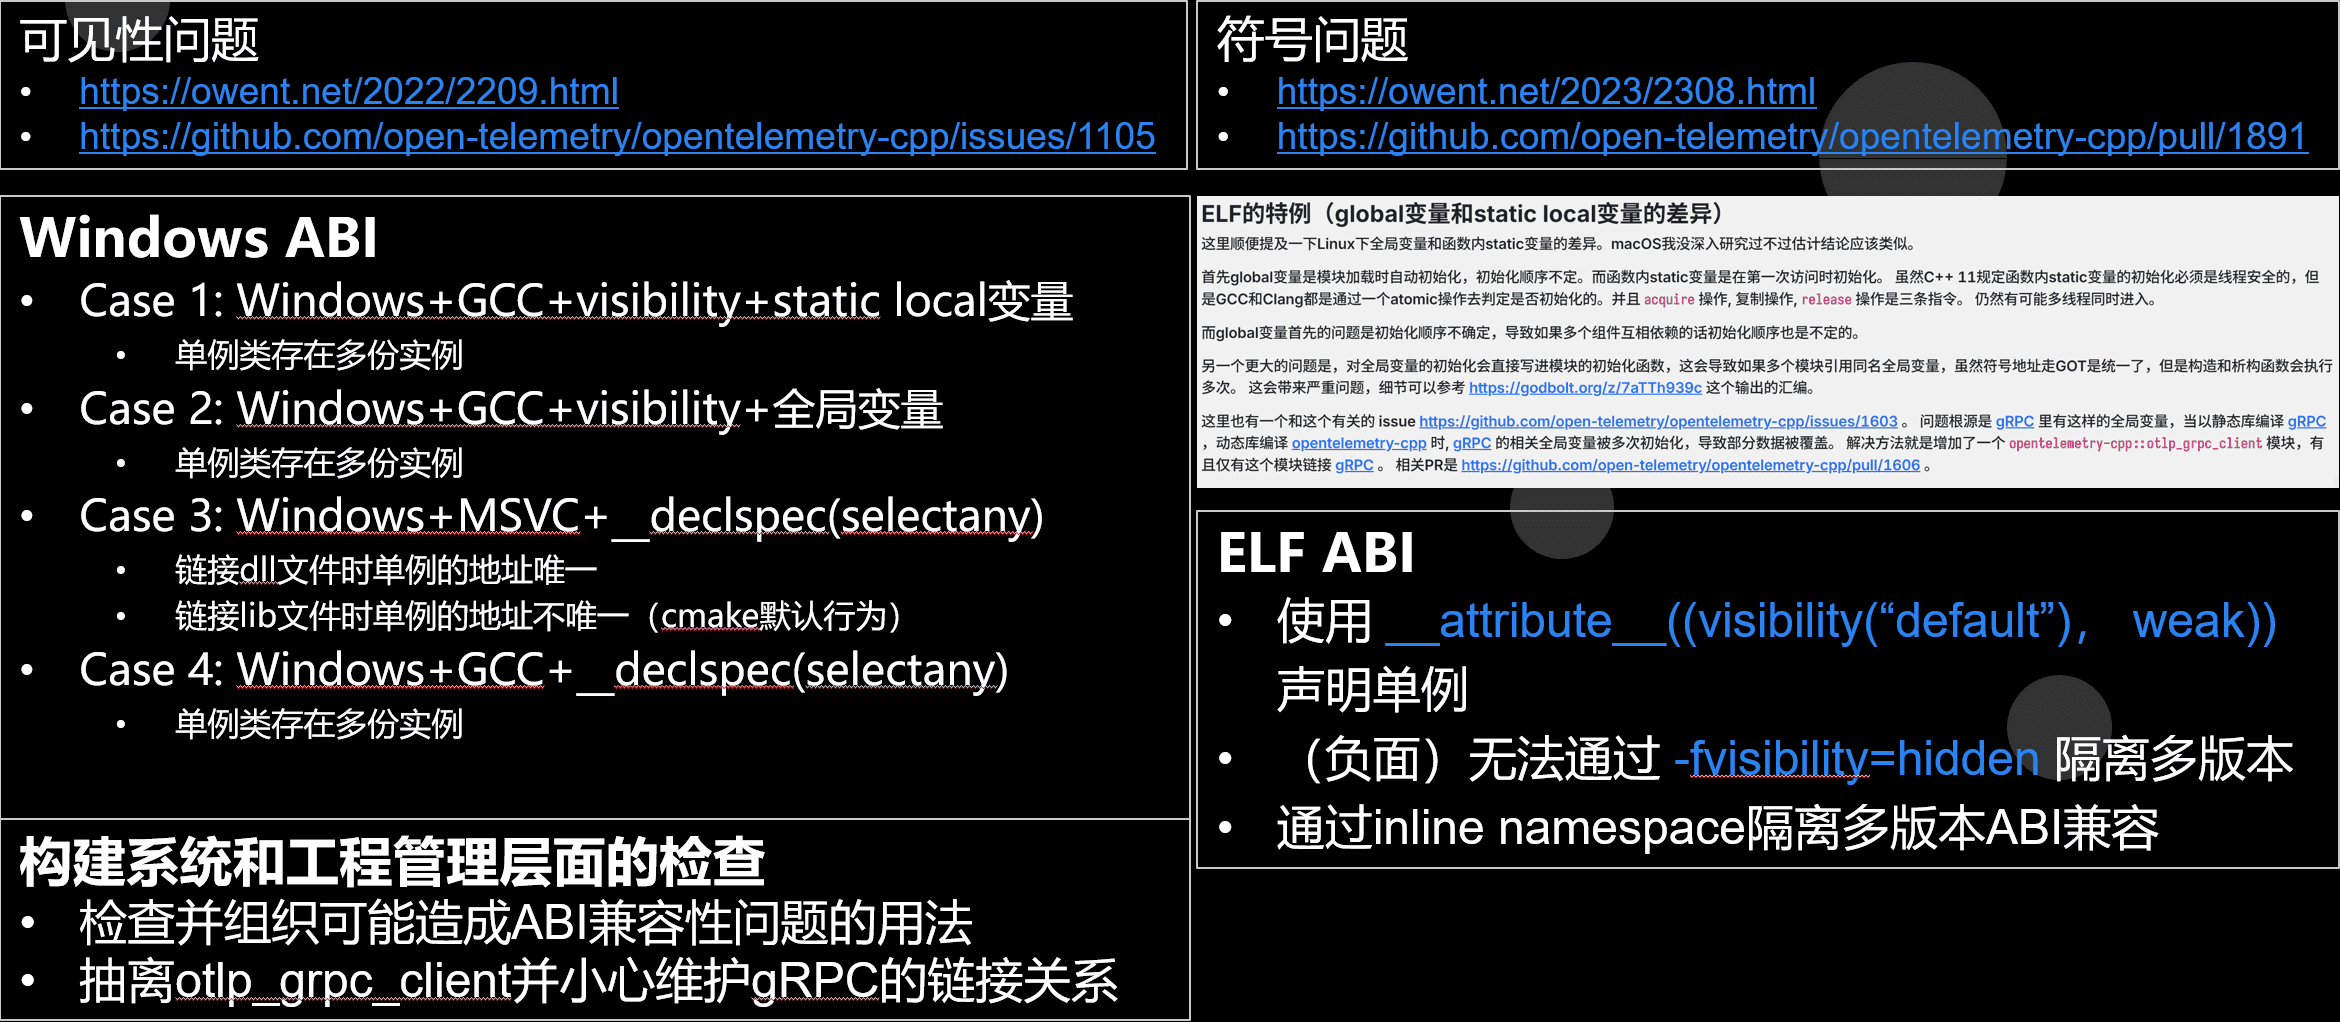 可见性问题
• https://owent.net/2022/2209.html
• https://github.com/open-telemetry/opentelemetry-cpp/issues/1105
符号问题
• https://owent.net/2023/2308.html
• https://github.com/open-telemetry/opentelemetry-cpp/pull/1891
Windows ABI
• Case 1: Windows+GCC+visibility+static local变量
• 单例类存在多份实例
• Case 2: Windows+GCC+visibility+全局变量
• 单例类存在多份实例
• Case 3: Windows+MSVC+__declspec(selectany)
• 链接dll文件时单例的地址唯一
• 链接lib文件时单例的地址不唯一（cmake默认行为）
• Case 4: Windows+GCC+__declspec(selectany)
• 单例类存在多份实例
构建系统和工程管理层面的检查
• 检查并组织可能造成ABI兼容性问题的用法
• 抽离otlp_grpc_client并小心维护gRPC的链接关系
ELF的特例（global变量和static local变量的差异）
这里顺便提及一下Linux下全局变量和函数内static变量的差异。macOS我没深入研究过不过估计结论应该类似。
首先global变量是模块加载时自动初始化，初始化顺序不定。而函数内static变量是在第一次访问时初始化。 虽然C++ 11规定函数内static变量的初始化必须是线程安全的，但
是GCC和Clang都是通过一个atomic操作去判定是否初始化的。并且 acquire 操作, 复制操作, release 操作是三条指令。 仍然有可能多线程同时进入。
而global变量首先的问题是初始化顺序不确定，导致如果多个组件互相依赖的话初始化顺序也是不定的。
另一个更大的问题是，对全局变量的初始化会直接写进模块的初始化函数，这会导致如果多个模块引用同名全局变量，虽然符号地址走GOT是统一了，但是构造和析构函数会执行
多次。 这会带来严重问题，细节可以参考 https://godbolt.org/z/7aTTh939c 这个输出的汇编。
这里也有一个和这个有关的 issue https://github.com/open-telemetry/opentelemetry-cpp/issues/1603 。 问题根源是 gRPC 里有这样的全局变量，当以静态库编译 gRPC
，动态库编译 opentelemetry-cpp 时, gRPC 的相关全局变量被多次初始化，导致部分数据被覆盖。 解决方法就是增加了一个 opentelemetry-cpp::otlp_grpc_client 模块，有
且仅有这个模块链接 gRPC 。 相关PR是 https://github.com/open-telemetry/opentelemetry-cpp/pull/1606 。
ELF ABI
• 使用 __attribute__((visibility(“default”), weak))
声明单例
• （负面）无法通过 -fvisibility=hidden 隔离多版本
• 通过inline namespace隔离多版本ABI兼容